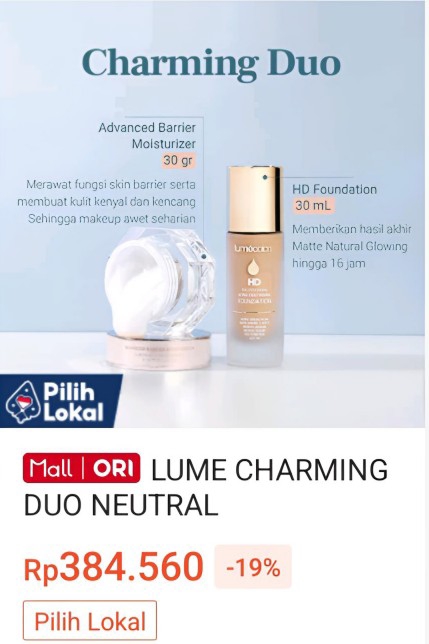 Charming Duo
Advanced Barrier
Moisturizer
30 gr
Merawat fungsi skin barrier serta
membuat kulit kenyal dan kencang
Sehingga makeup awet seharian
HD Foundation
30 mL
Memberikan hasil akhir
Matte Natural Glowing
hingga 16 jam
lumecolors
HD
FOUNDATION
Pilih
Lokal
Mall | ORI LUME CHARMING
DUO NEUTRAL
Rp384.560 -19%
Pilih Lokal